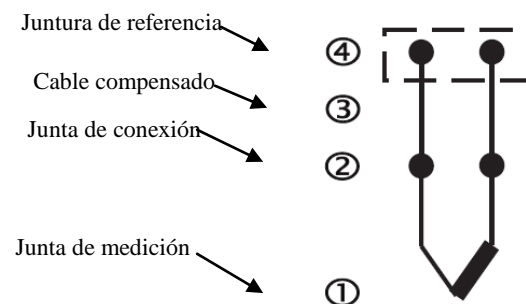 Juntura de referencia
④
Cable compensado
③
Junta de conexión
②
Junta de medición
①